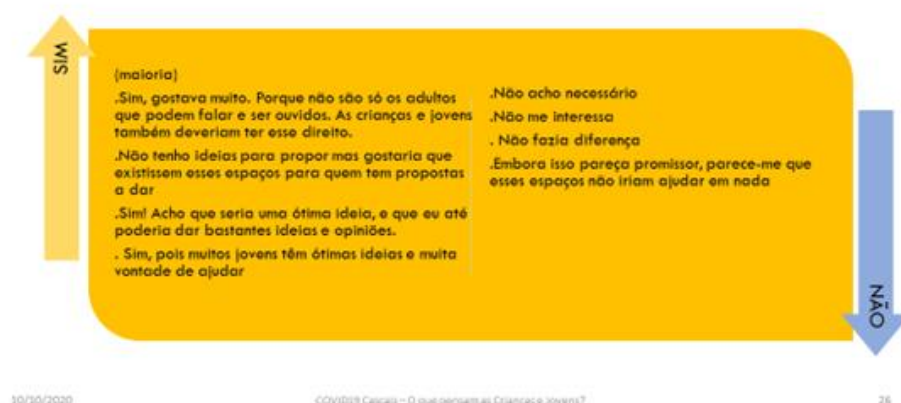 SIM
(maioria)
.Sim, gostava muito. Porque não são só os adultos
que podem falar e ser ouvidos. As crianças e jovens
também deveriam ter esse direito.
.Não tenho ideias para propor mas gostaria que
existissem esses espaços para quem tem propostas
a dar
.Sim! Acho que seria uma ótima ideia, e que eu até
poderia dar bastantes ideias e opiniões.
. Sim, pois muitos jovens têm ótimas ideias e muita
vontade de ajudar
.Não acho necessário
.Não me interessa
. Não fazia diferença
.Embora isso pareça promissor, parece-me que
esses espaços não iriam ajudar em nada
NÃO
10/10/2020
COVID19 Cascais – O que pensam as Crianças e Jovens?
26